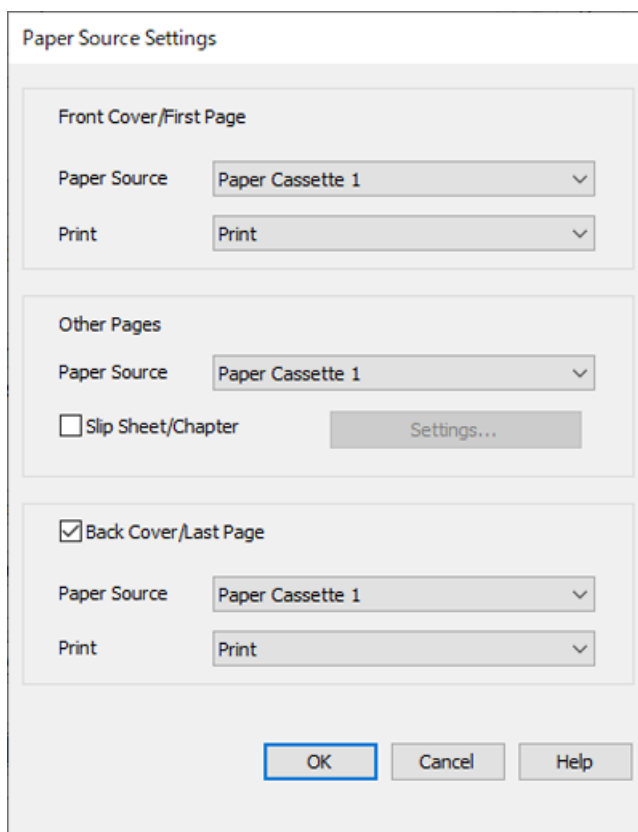 Paper Source Settings
Front Cover/First Page
Paper Source Paper Cassette 1
Print Print
Other Pages
Paper Source Paper Cassette 1
Slip Sheet/Chapter Settings...
Back Cover/Last Page
Paper Source Paper Cassette 1
Print Print
OK Cancel Help